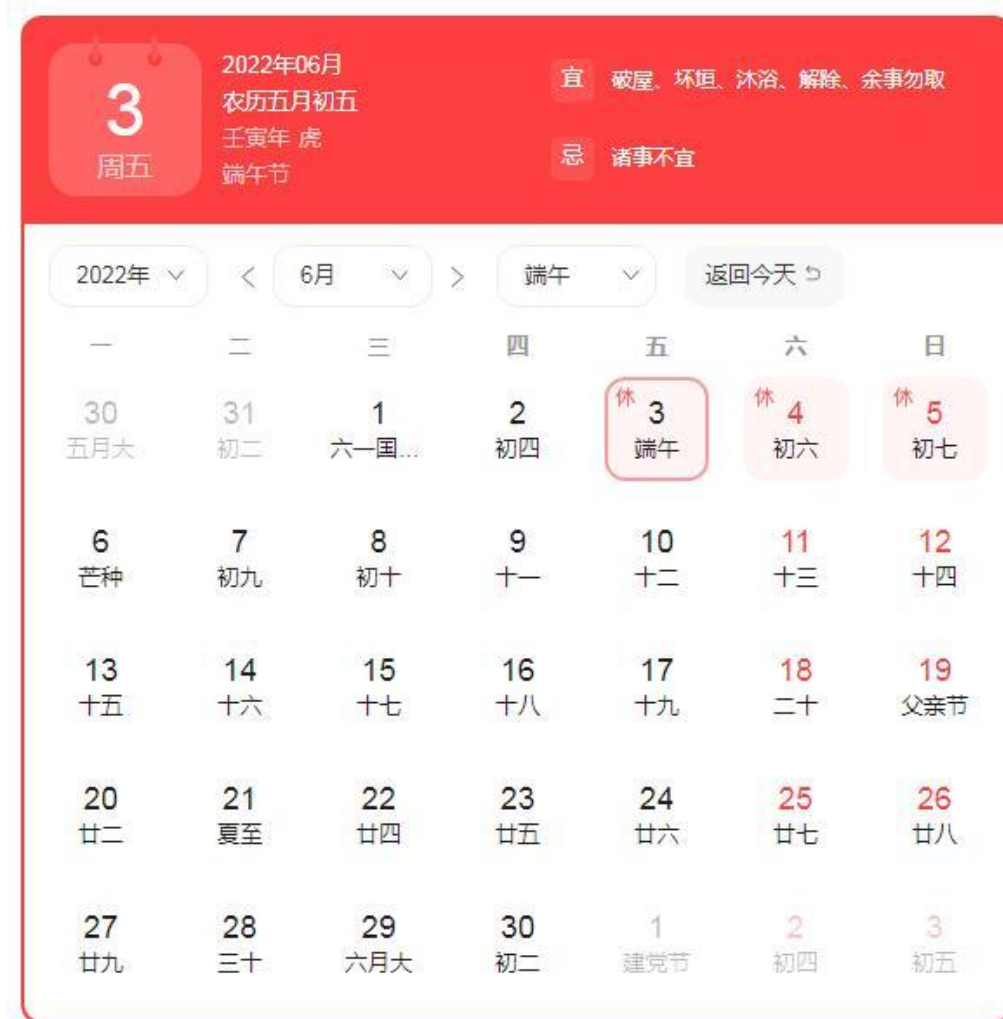 3
周五
2022年06月
农历五月初五
壬寅年 虎
端午节
宜 破屋、坏垣、沐浴、解除、余事勿取
忌 诸事不宜
2022年 6月 端午 返回今天
一 二 三 四 五 六 日
30 31 1 2 休 3 休 4 休 5
五月大 初二 六一国... 初四 端午 初六 初七
6 7 8 9 10 11 12
芒种 初九 初十 十一 十二 十三 十四
13 14 15 16 17 18 19
十五 十六 十七 十八 十九 二十 父亲节
20 21 22 23 24 25 26
廿二 夏至 廿四 廿五 廿六 廿七 廿八
27 28 29 30 1 2 3
廿九 三十 六月大 初二 建党节 初四 初五